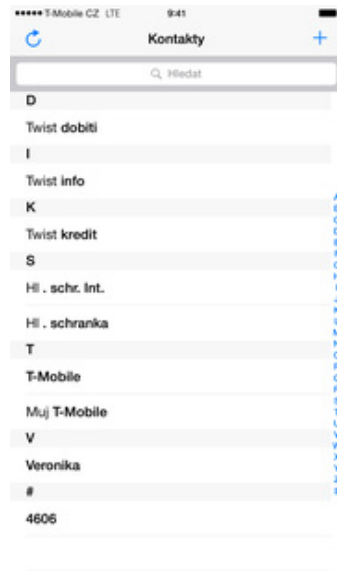 T-Mobile CZ LTE 9:41
Kontakty +
Hledat
D
Twist dobiti
I
Twist info
K
Twist kredit
S
Hl . schr. Int.
Hl . schranka
T
T-Mobile
Muj T-Mobile
V
Veronika
#
4606